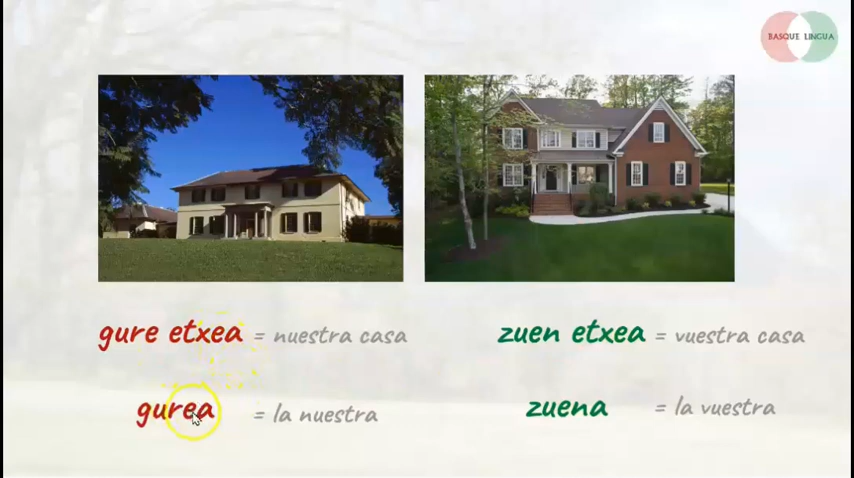 BASQUE LINGUA
gure etxea = nuestra casa
zuen etxea = vuestra casa
gurea = la nuestra
zuena = la vuestra